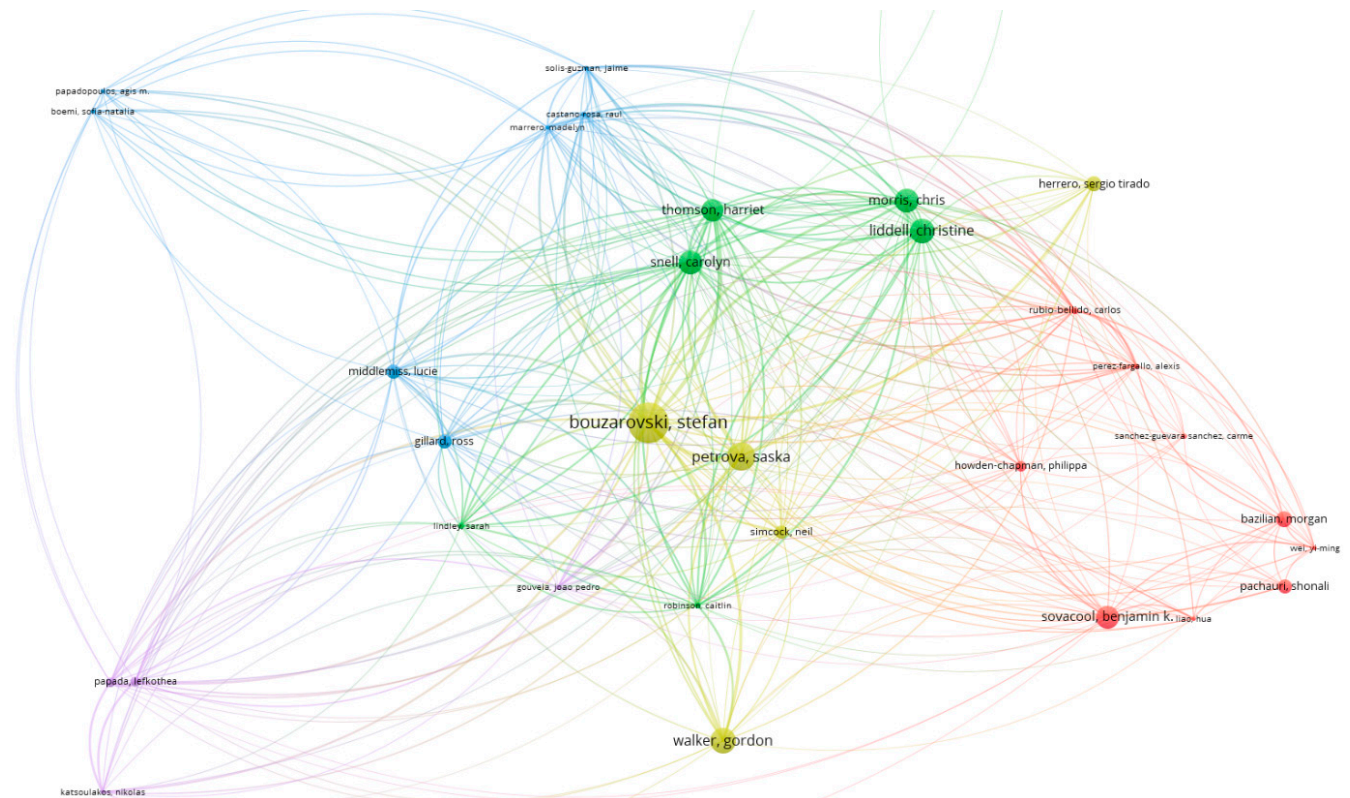 solis-guzman, jaime
papadopoulos, agis m.
boemi, sofia-natalia
castano-rosa, raul
marrero, madelyn
herrero, sergio tirado
morris, chris
thomson, harriet
liddell, christine
snell, carolyn
rubio-bellido, carlos
perez-fargallo, alexis
middlemiss, lucie
bouzarovski, stefan
sanchez-guevara sanchez, carme
gillard, ross
petrova, saska
howden-chapman, philippa
bazilian, morgan
lindley, sarah
simcock, neil
wei, yi-ming
gouveia, joao pedro
pachauri, shonali
robinson, caitlin
sovacool, benjamin k.
liao, hua
papada, lefkothea
walker, gordon
katsoulakos, nikolas